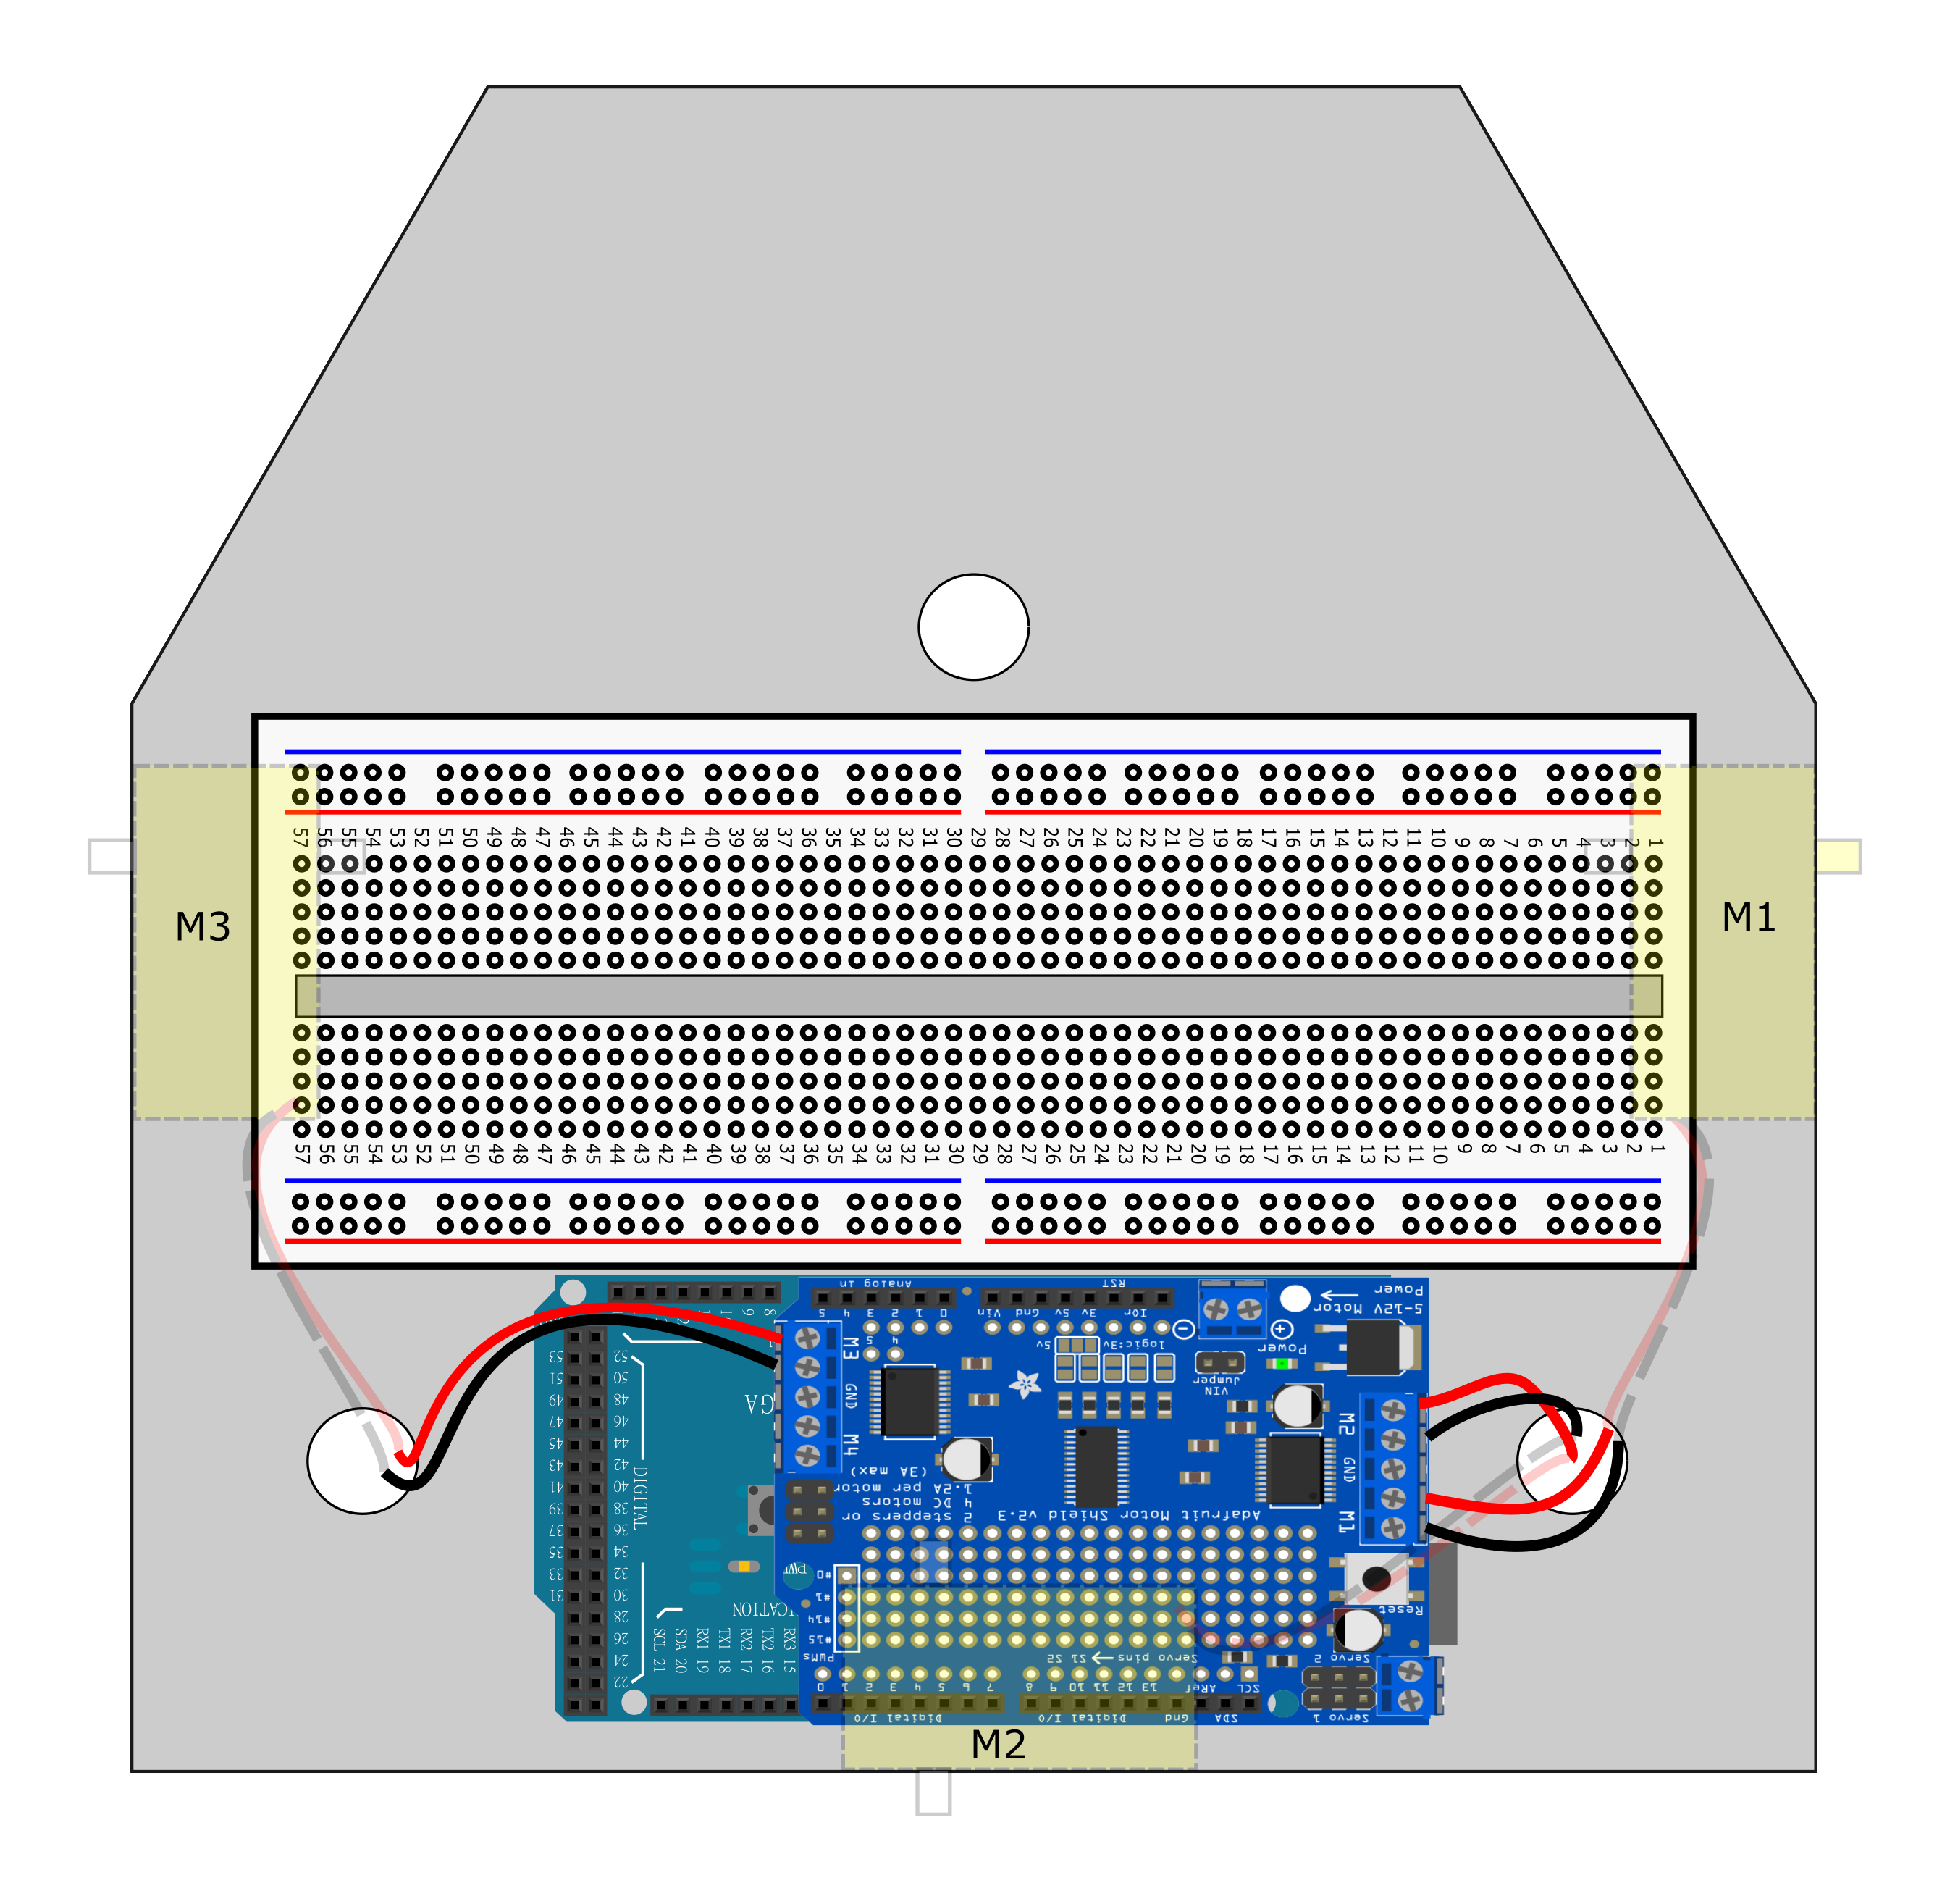 57 56 55 54 53 52 51 50 49 48 47 46 45 44 43 42 41 40 39 38 37 36 35 34 33 32 31 30 29 28 27 26 25 24 23 22 21 20 19 18 17 16 15 14 13 12 11 10 9 8 7 6 5 4 3 2 1
M3
M1
57 56 55 54 53 52 51 50 49 48 47 46 45 44 43 42 41 40 39 38 37 36 35 34 33 32 31 30 29 28 27 26 25 24 23 22 21 20 19 18 17 16 15 14 13 12 11 10 9 8 7 6 5 4 3 2 1
Analog in
RST
Power
5-12V Motor
5 4 3 2 1 0
Vin Gnd 5v 3v IOr
9 8
5 4
5v
logic:3v
Power
VIN
Jumper
M3
GND
M4
M2
GND
M1
GA
53 51 49 47 45 43 41 39 37 35 33 31
52 50 48 46 44 42 40 38 36 34 32 30 28 26 24 22
DIGITAL
Adafruit Motor Shield v2.3
2 steppers or
4 DC motors
1.2A per motor
(3A max)
PWL
ICATION
SCL 21
SDA 20
RX1 19
TX1 18
RX2 17
TX2 16
RX3 15
#0
#1
#14
#15
PWMs
Reset
Servo pins
S1 S2
Servo 2
0 1 2 3 4 5 6 7
8 9 10 11 12 13
ARef
SCL
Digital I/O
Digital I/O
Gnd
SDA
Servo 1
M2